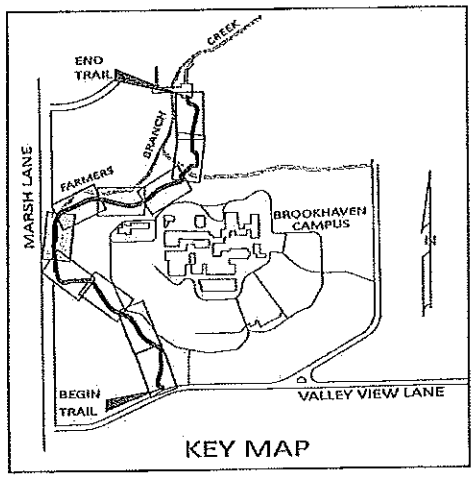 CREEK
END
TRAIL
BRANCH
FARMERS
MARSH LANE
BROOKHAVEN
CAMPUS
N
BEGIN
TRAIL
VALLEY VIEW LANE
KEY MAP